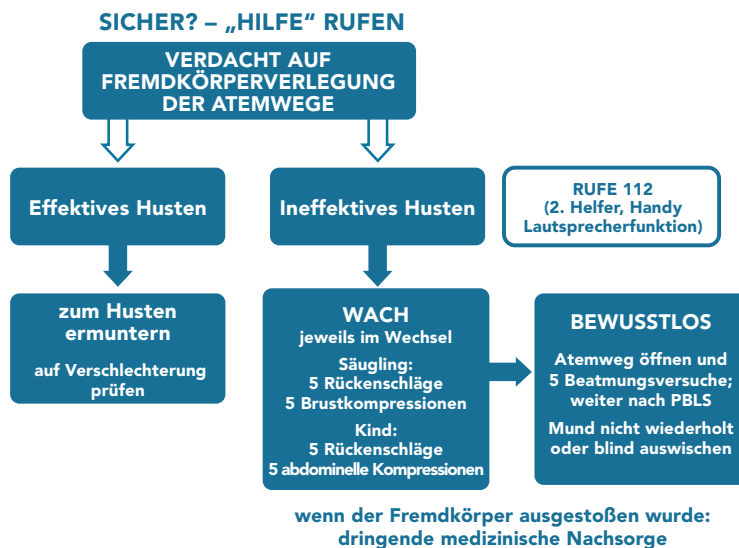 SICHER? – „HILFE” RUFEN
VERDACHT AUF
FREMDKÖRPERVERLEGUNG
DER ATEMWEGE
Effektives Husten
Ineffektives Husten
RUFE 112
(2. Helfer, Handy
Lautsprecherfunktion)
zum Husten
ermuntern
auf Verschlechterung
prüfen
WACH
jeweils im Wechsel
Säugling:
5 Rückenschläge
5 Brustkompressionen
Kind:
5 Rückenschläge
5 abdominelle Kompressionen
BEWUSSTLOS
Atemweg öffnen und
5 Beatmungsversuche;
weiter nach PBLS
Mund nicht wiederholt
oder blind auswischen
wenn der Fremdkörper ausgestoßen wurde:
dringende medizinische Nachsorge